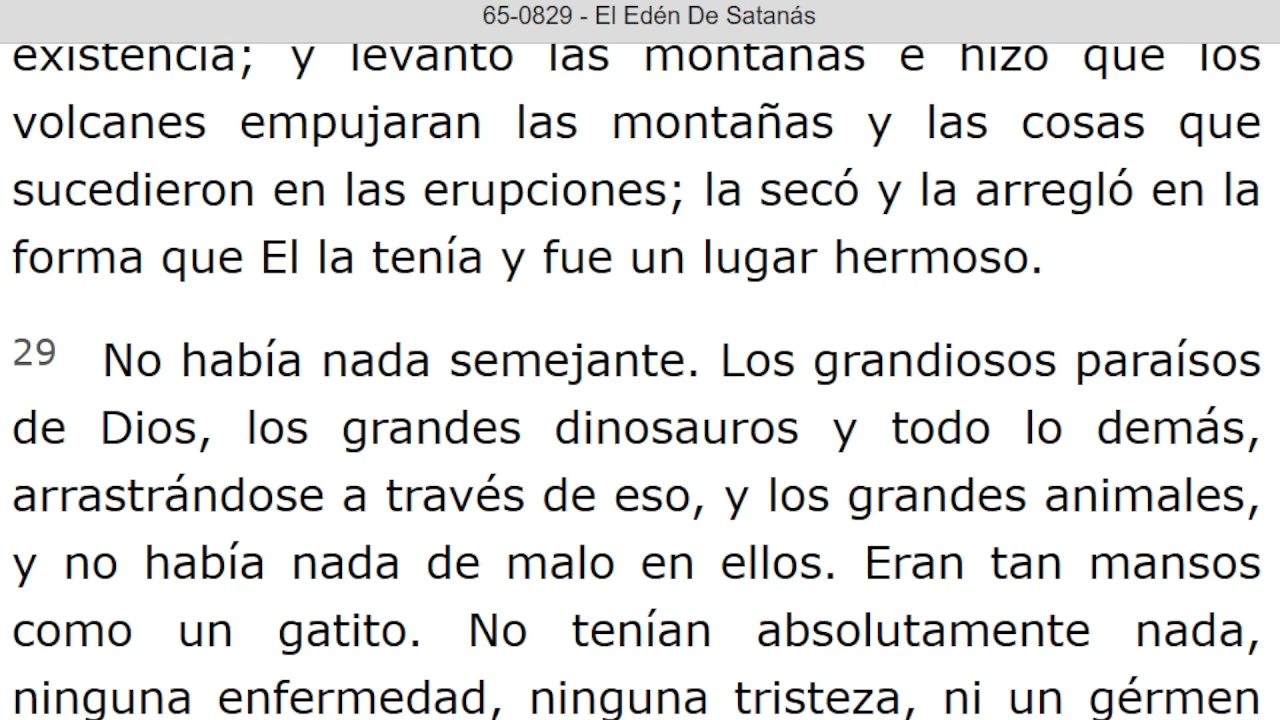 65-0829 - El Edén De Satanás
existencia; y levantó las montañas e hizo que los
volcanes empujaran las montañas y las cosas que
sucedieron en las erupciones; la secó y la arregló en la
forma que El la tenía y fue un lugar hermoso.
29 No había nada semejante. Los grandiosos paraísos
de Dios, los grandes dinosauros y todo lo demás,
arrastrándose a través de eso, y los grandes animales,
y no había nada de malo en ellos. Eran tan mansos
como un gatito. No tenían absolutamente nada,
ninguna enfermedad, ninguna tristeza, ni un gérmen